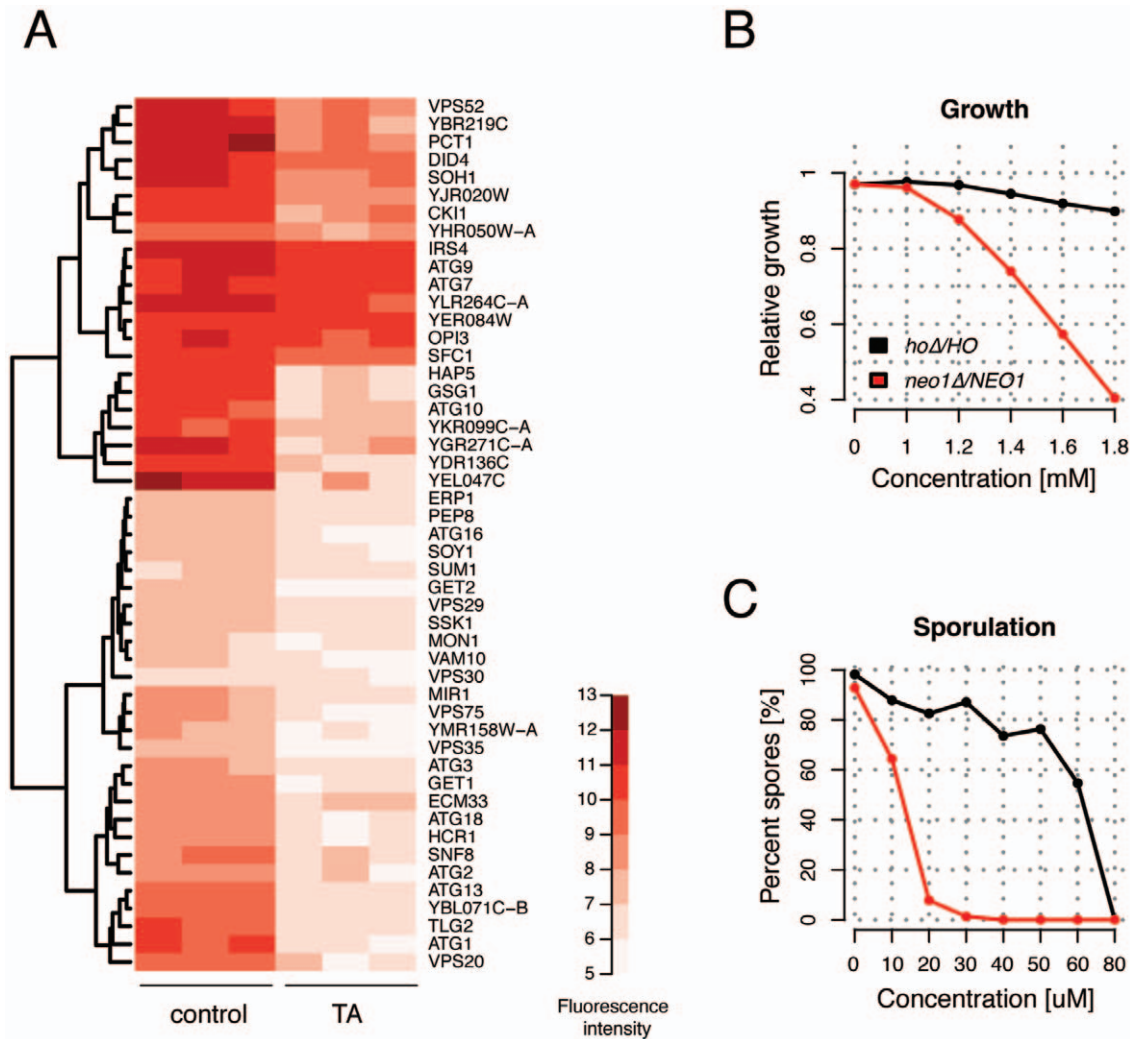 A
VPS52
YBR219C
PCT1
DID4
SOH1
YJR020W
CKI1
YHR050W-A
IRS4
ATG9
ATG7
YLR264C-A
YER084W
OPI3
SFC1
HAP5
GSG1
ATG10
YKR099C-A
YGR271C-A
YDR136C
YEL047C
ERP1
PEP8
ATG16
SOY1
SUM1
GET2
VPS29
SSK1
MON1
VAM10
VPS30
MIR1
VPS75
YMR158W-A
VPS35
ATG3
GET1
ECM33
ATG18
HCR1
SNF8
ATG2
ATG13
YBL071C-B
TLG2
ATG1
VPS20
control TA
13
12
11
10
9
8
7
6
5
Fluorescence
intensity
B
Growth
Relative growth
1
0.8
0.6
0.4
hoΔ/HO
neo1Δ/NEO1
0 1 1.2 1.4 1.6 1.8
Concentration [mM]
C
Sporulation
Percent spores [%]
100
80
60
40
20
0
0 10 20 30 40 50 60 80
Concentration [uM]